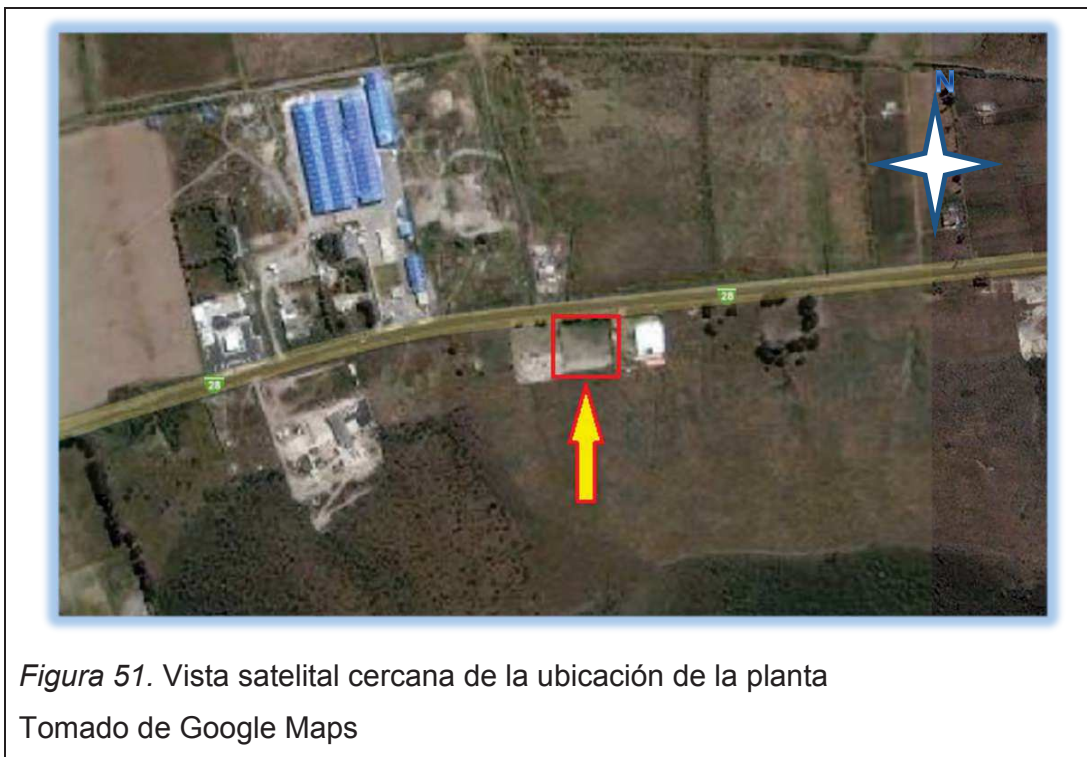 N
28
28
Figura 51. Vista satelital cercana de la ubicación de la planta
Tomado de Google Maps